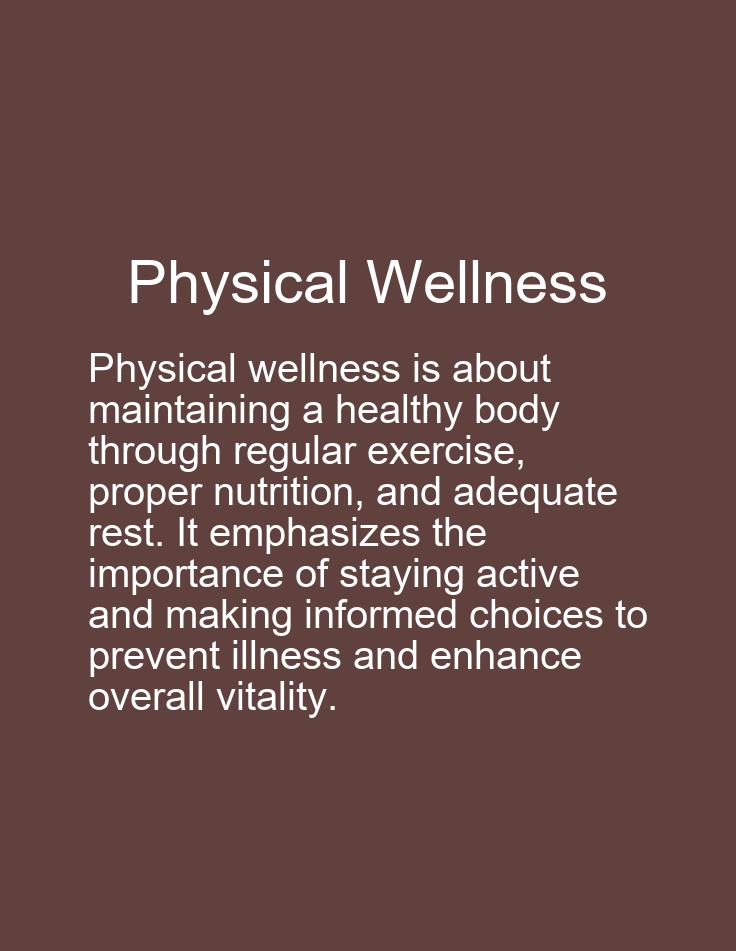 Physical Wellness
Physical wellness is about
maintaining a healthy body
through regular exercise,
proper nutrition, and adequate
rest. It emphasizes the
importance of staying active
and making informed choices to
prevent illness and enhance
overall vitality.